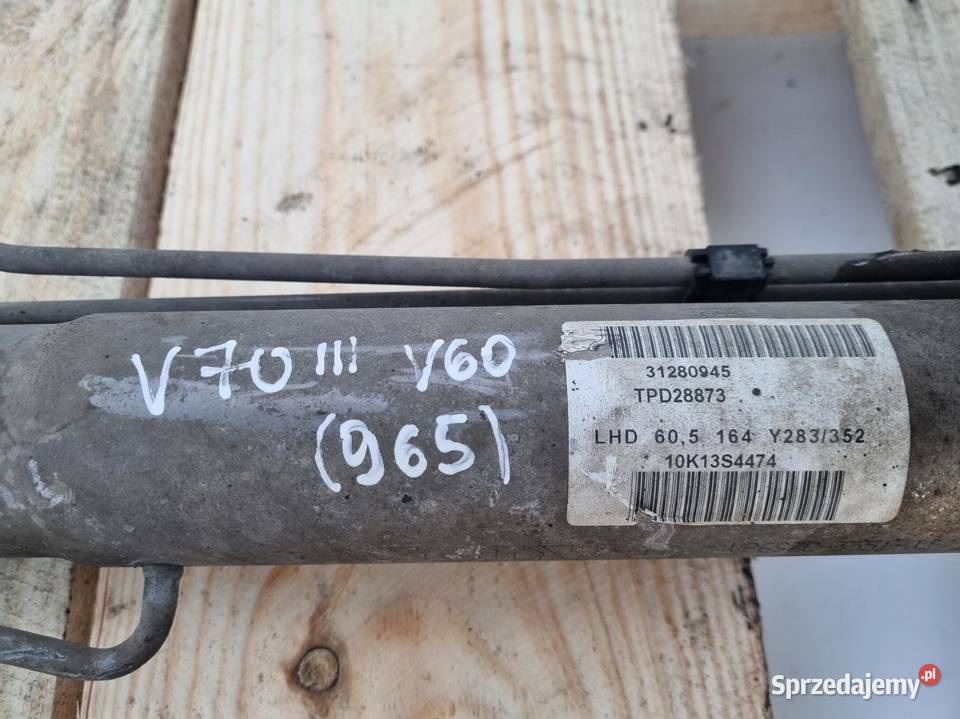 V70 III V60
(965)
31280945
TPD28873
LHD 60,5 164 Y283/352
10K13S4474
Sprzedajemy.pl